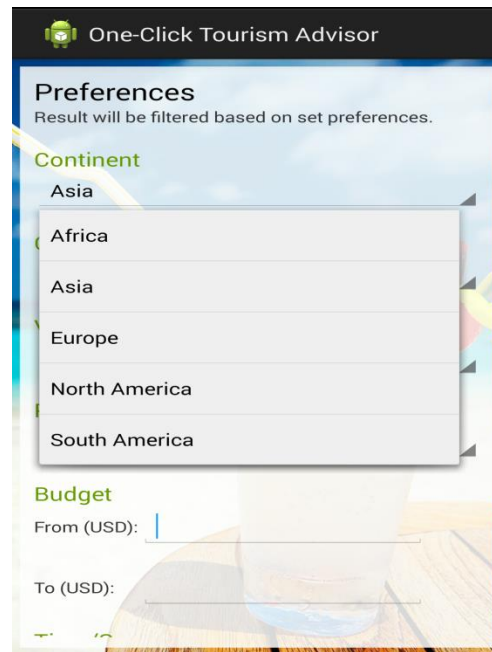 One-Click Tourism Advisor
Preferences
Result will be filtered based on set preferences.
Continent
Asia
Africa
Asia
Europe
North America
South America
Budget
From (USD):
To (USD):